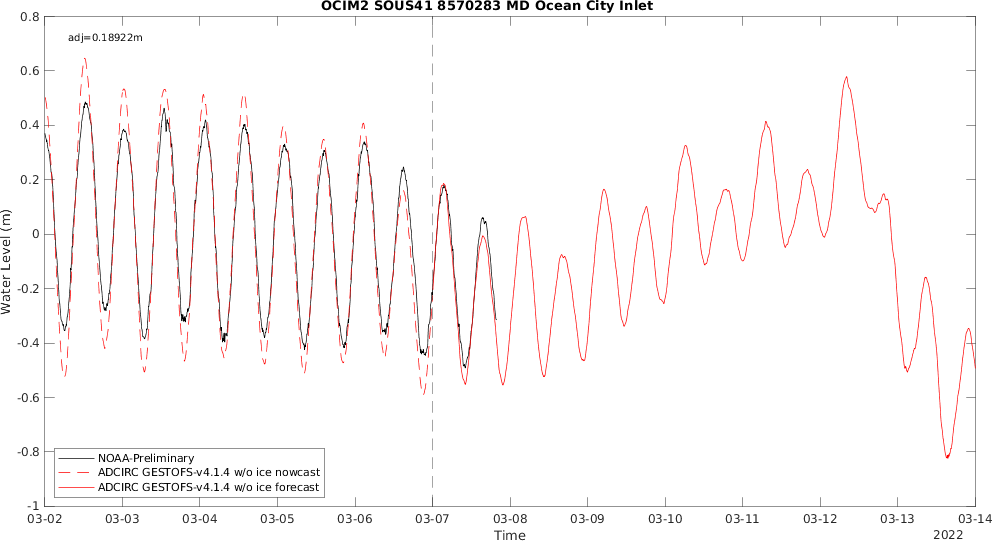 OCIM2 SOUS41 8570283 MD Ocean City Inlet
adj=0.18922m
0.8
0.6
0.4
0.2
0
-0.2
-0.4
-0.6
-0.8
-1
Water Level (m)
NOAA-Preliminary
ADCIRC GESTOFS-v4.1.4 w/o ice nowcast
ADCIRC GESTOFS-v4.1.4 w/o ice forecast
03-02 03-03 03-04 03-05 03-06 03-07 03-08 03-09 03-10 03-11 03-12 03-13 03-14
Time
2022